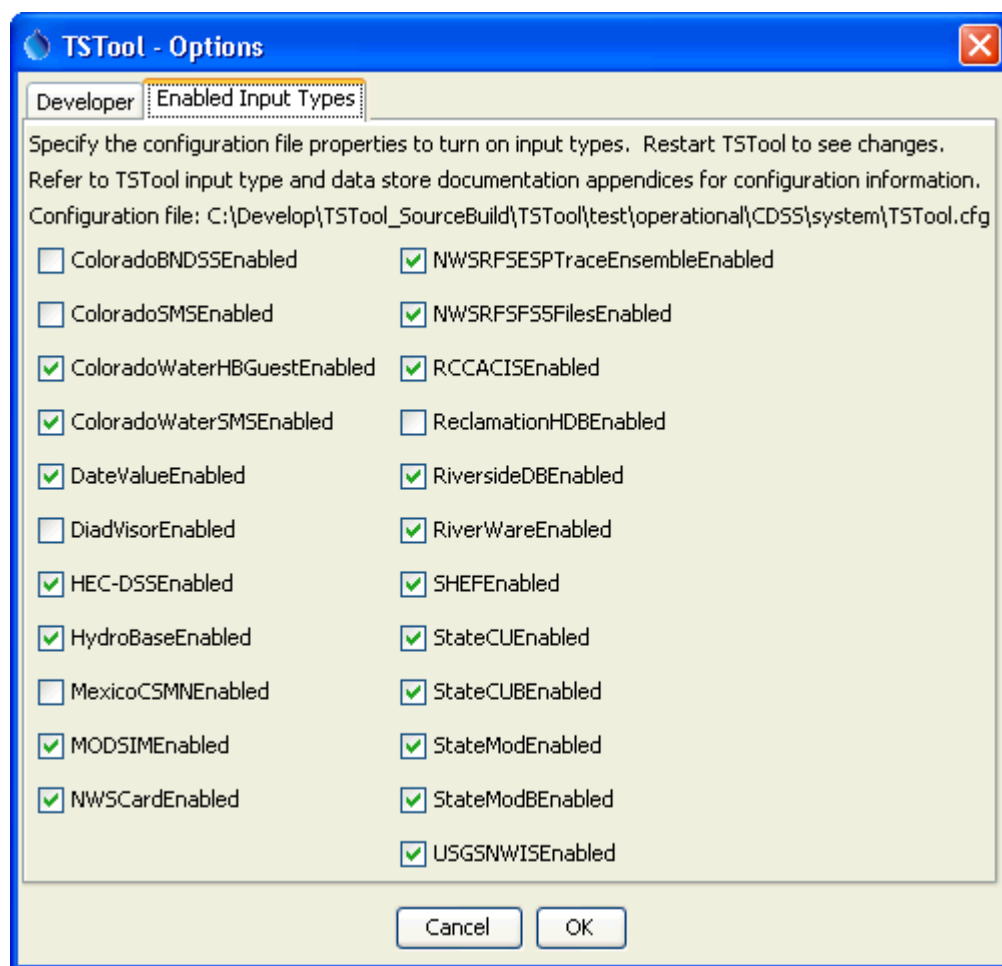 TSTool - Options
Developer Enabled Input Types
Specify the configuration file properties to turn on input types. Restart TSTool to see changes.
Refer to TSTool input type and data store documentation appendices for configuration information.
Configuration file: C:\Develop\TSTool_SourceBuild\TSTool\test\operational\CDSS\system\TSTool.cfg
ColoradoBNDSSEnabled NWSRFSESPTraceEnsembleEnabled
ColoradoSMSEnabled NWSRFSFS5FilesEnabled
ColoradoWaterHBGuestEnabled RCCACISEnabled
ColoradoWaterSMSEnabled ReclamationHDBEnabled
DateValueEnabled RiversideDBEnabled
DiadVisorEnabled RiverWareEnabled
HEC-DSSEnabled SHEFEnabled
HydroBaseEnabled StateCUEnabled
MexicoCSMNEnabled StateCUBEnabled
MODSIMEnabled StateModEnabled
NWSCardEnabled StateModBEnabled
USGSNWISEnabled
Cancel OK